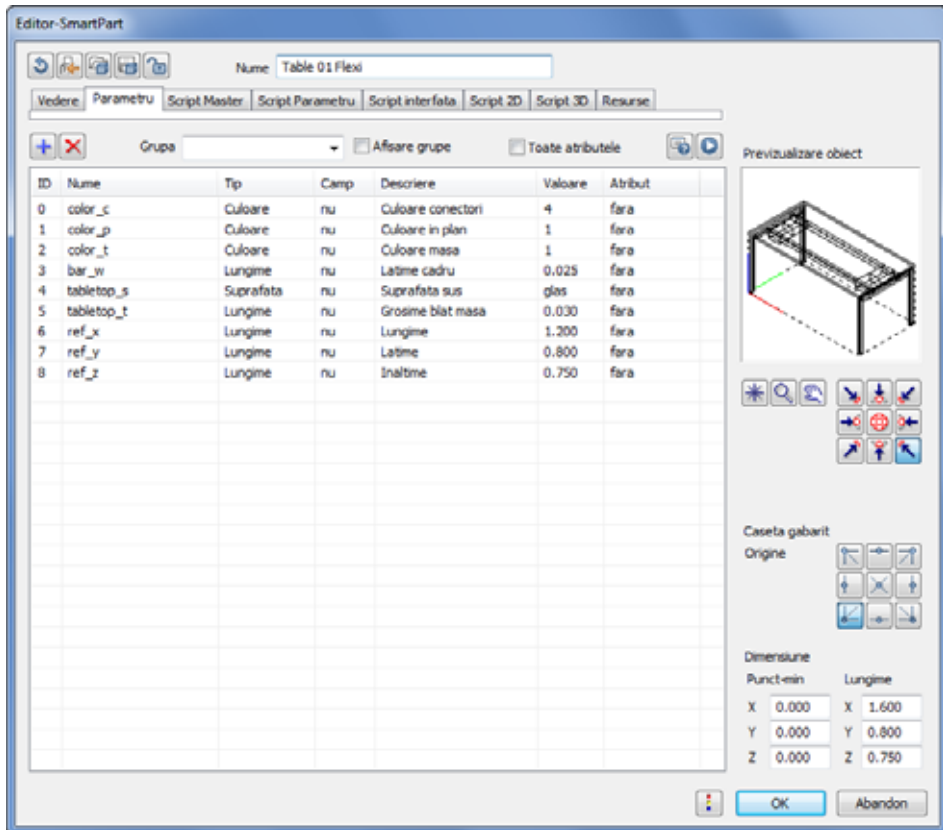 Editor-SmartPart
Nume Table 01 Flexi
Vedere Parametru Script Master Script Parametru Script interfata Script 2D Script 3D Resurse
Grupa Afisare grupe Toate atributele
Previzualizare obiect
ID Nume Tip Camp Descriere Valoare Atribut
0 color_c Culoare nu Culoare conectori 4 fara
1 color_p Culoare nu Culoare in plan 1 fara
2 color_t Culoare nu Culoare masa 1 fara
3 bar_w Lungime nu Latime cadru 0.025 fara
4 tabletop_s Suprafata nu Suprafata sus glas fara
5 tabletop_t Lungime nu Grosime blat masa 0.030 fara
6 ref_x Lungime nu Lungime 1.200 fara
7 ref_y Lungime nu Latime 0.800 fara
8 ref_z Lungime nu Inaltime 0.750 fara
Caseta gabarit
Origine
Dimensiune
Punct-min Lungime
X 0.000 X 1.600
Y 0.000 Y 0.800
Z 0.000 Z 0.750
OK Abandon